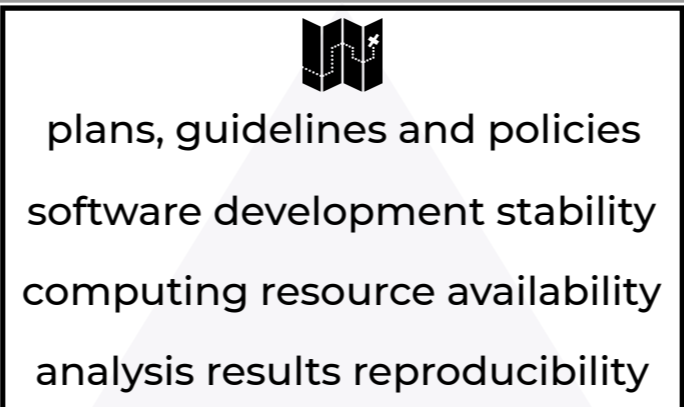 plans, guidelines and policies
software development stability
computing resource availability
analysis results reproducibility